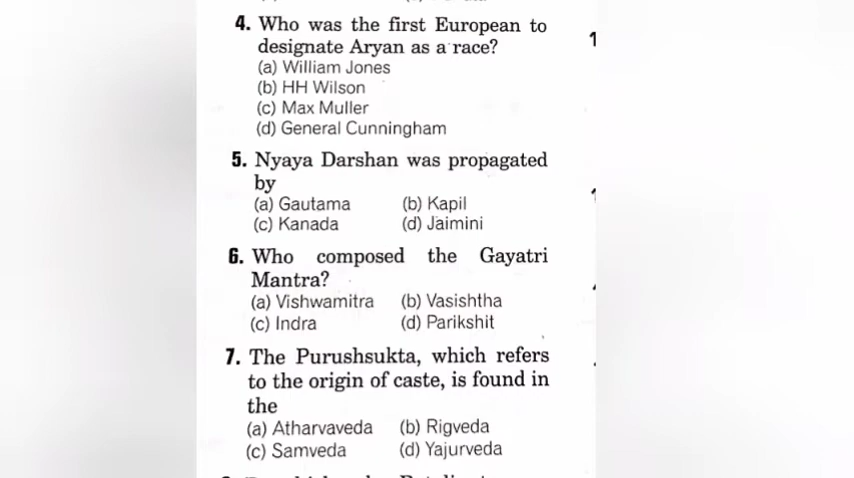 4. Who was the first European to
designate Aryan as a race?
(a) William Jones
(b) HH Wilson
(c) Max Muller
(d) General Cunningham
5. Nyaya Darshan was propagated
by
(a) Gautama (b) Kapil
(c) Kanada (d) Jaimini
6. Who composed the Gayatri
Mantra?
(a) Vishwamitra (b) Vasishtha
(c) Indra (d) Parikshit
7. The Purushsukta, which refers
to the origin of caste, is found in
the
(a) Atharvaveda (b) Rigveda
(c) Samveda (d) Yajurveda